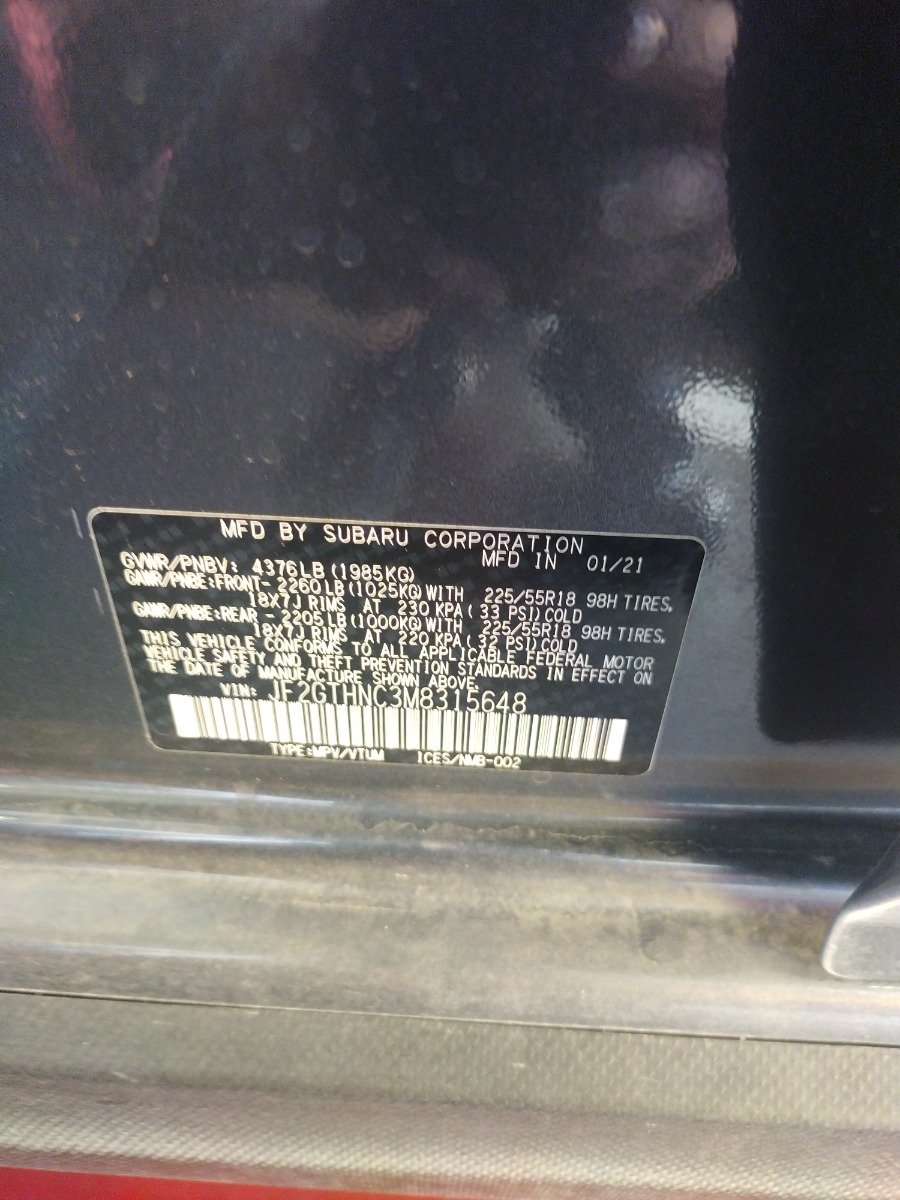 MFD BY SUBARU CORPORATION
GVWR/PNBV: 4376LB (1985KG) MFD IN 01/21
GAWR/PNBE:FRONT- 2260LB (1025KG) WITH 225/55R18 98H TIRES,
18X7J RIMS AT 230 KPA (33 PSI) COLD
GAWR/PNBE:REAR - 2205LB (1000KG) WITH 225/55R18 98H TIRES,
18X7J RIMS AT 220 KPA (32 PSI) COLD
THIS VEHICLE CONFORMS TO ALL APPLICABLE FEDERAL MOTOR
VEHICLE SAFETY AND THEFT PREVENTION STANDARDS IN EFFECT ON
THE DATE OF MANUFACTURE SHOWN ABOVE.
VIN: JF2GTHNC3M8315648
TYPE:MPV/VTUM ICES/NMB-002